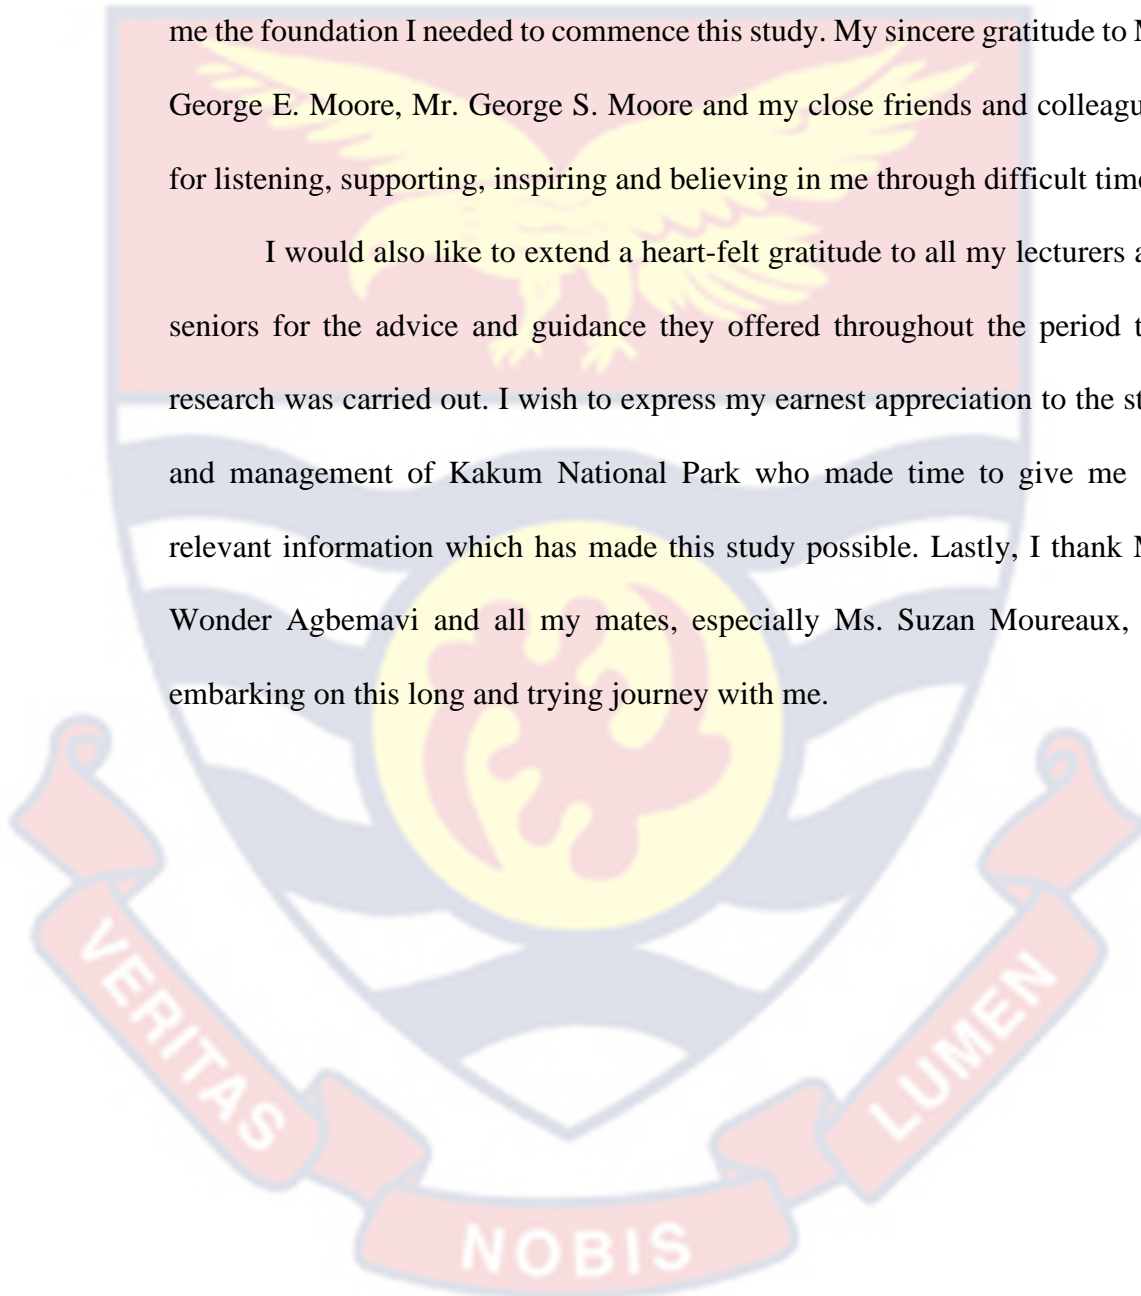 me the foundation I needed to commence this study. My sincere gratitude to
George E. Moore, Mr. George S. Moore and my close friends and
for listening, supporting, inspiring and believing in me through difficult
I would also like to extend a heart-felt gratitude to all my lecturers
seniors for the advice and guidance they offered throughout the period
research was carried out. I wish to express my earnest appreciation to the
and management of Kakum National Park who made time to give me
relevant information which has made this study possible. Lastly, I thank
Wonder Agbemavi and all my mates, especially Ms. Suzan Moureaux,
embarking on this long and trying journey with me.
VERITAS
NOBIS
LUMEN